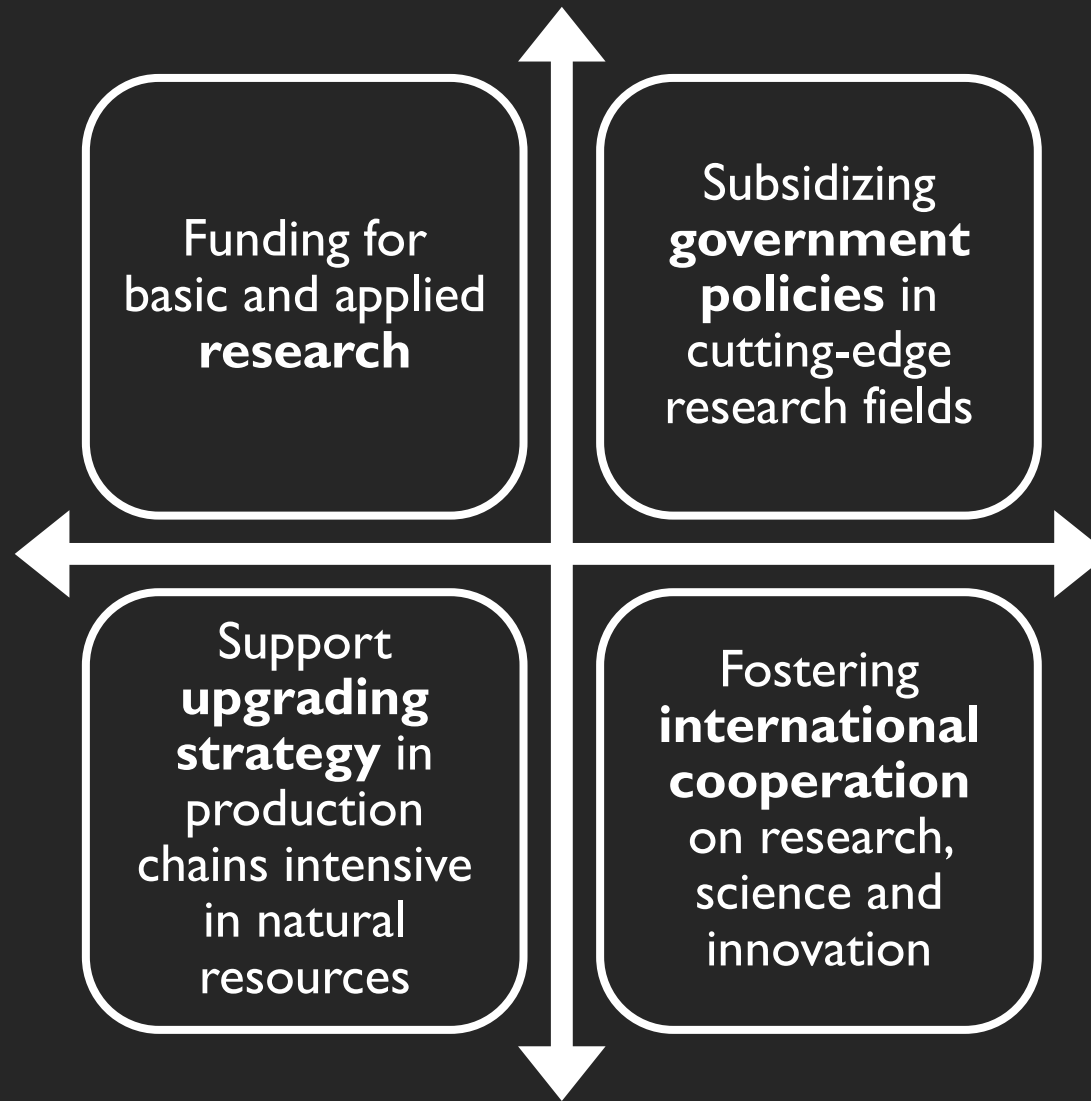 Funding for
basic and applied
research
Subsidizing
government
policies in
cutting-edge
research fields
Support
upgrading
strategy in
production
chains intensive
in natural
resources
Fostering
international
cooperation
on research,
science and
innovation